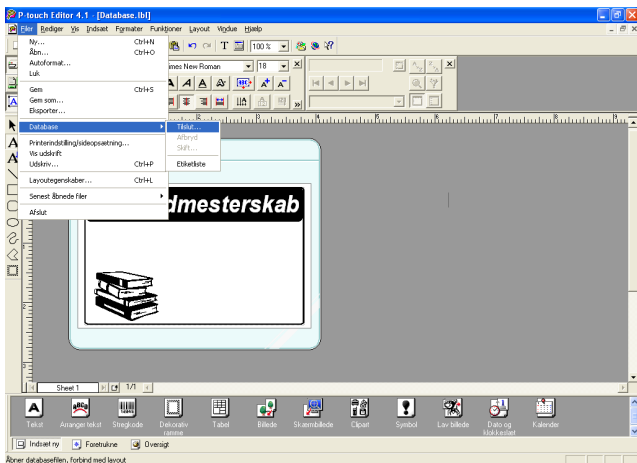 P-touch Editor 4.1 - [Database.lbl]
Filer Rediger Vis Indsæt Formater Funktioner Layout Vindue Hjælp
Ny... Ctrl+N
Åbn... Ctrl+O
Autoformat...
Luk
Gem Ctrl+S
Gem som...
Eksporter...
Database
Printerindstilling/sideopsætning...
Vis udskrift
Udskriv... Ctrl+P
Layoutegenskaber... Ctrl+L
Senest åbnede filer
Afslut
Tilslut...
Afbryd
Skift...
Etiketliste
100 %
imes New Roman 18
dmesterskab
Sheet 1 1/1
Tekst Arranger tekst Stregkode Dekorativ ramme Tabel Billede Skærmbillede Clipart Symbol Lav billede Dato og klokkeslæt Kalender
Indsæt ny Foretrukne Oversigt
Åbner databasefilen, forbind med layout